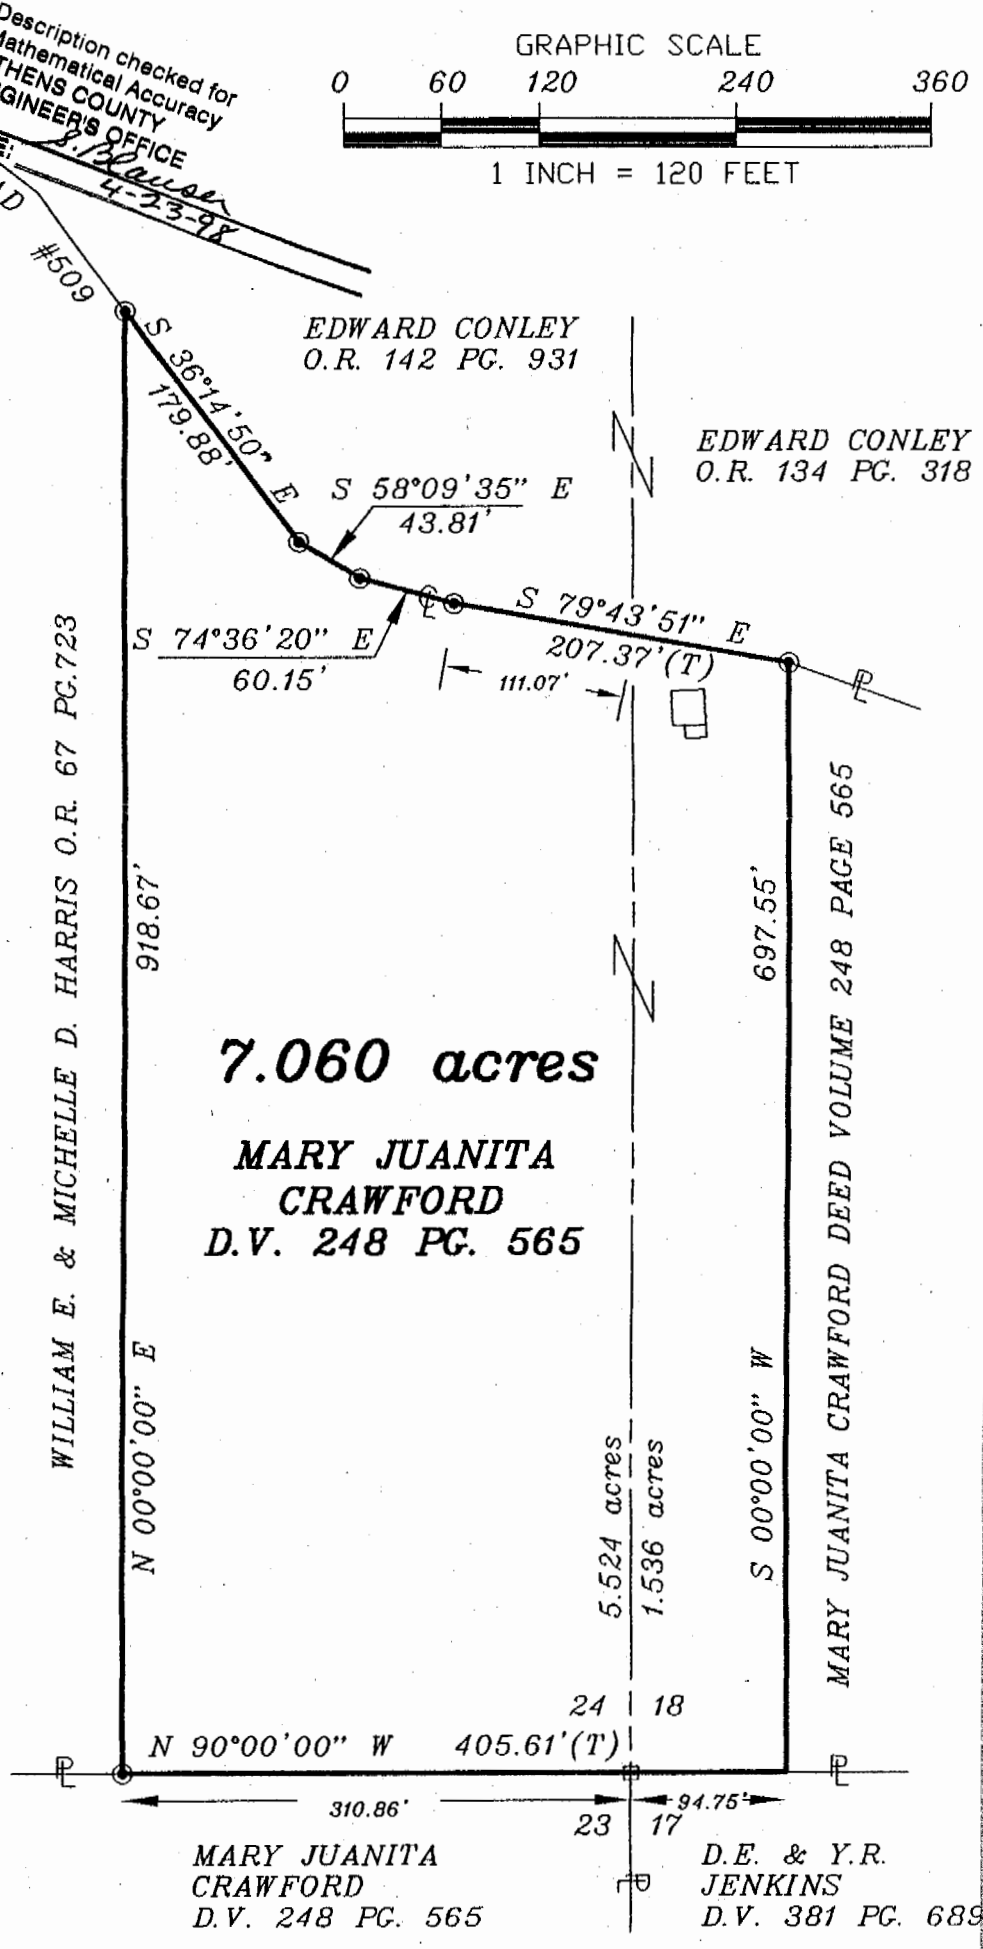 Description checked for
Mathematical Accuracy
ATHENS COUNTY
ENGINEER'S OFFICE
S. Blauser
4-23-98
GRAPHIC SCALE
0 60 120 240 360
1 INCH = 120 FEET
#509
EDWARD CONLEY
O.R. 142 PG. 931
EDWARD CONLEY
O.R. 134 PG. 318
S 36°14'50" E
179.88'
S 58°09'35" E
43.81'
S 74°36'20" E
60.15'
S 79°43'51" E
207.37'(T)
111.07'
WILLIAM E. & MICHELLE D. HARRIS O.R. 67 PG.723
918.67'
N 00°00'00" E
7.060 acres
MARY JUANITA
CRAWFORD
D.V. 248 PG. 565
5.524 acres
1.536 acres
697.55'
S 00°00'00" W
MARY JUANITA CRAWFORD DEED VOLUME 248 PAGE 565
24 18
N 90°00'00" W 405.61'(T)
310.86' 94.75'
23 17
MARY JUANITA
CRAWFORD
D.V. 248 PG. 565
D.E. & Y.R.
JENKINS
D.V. 381 PG. 689